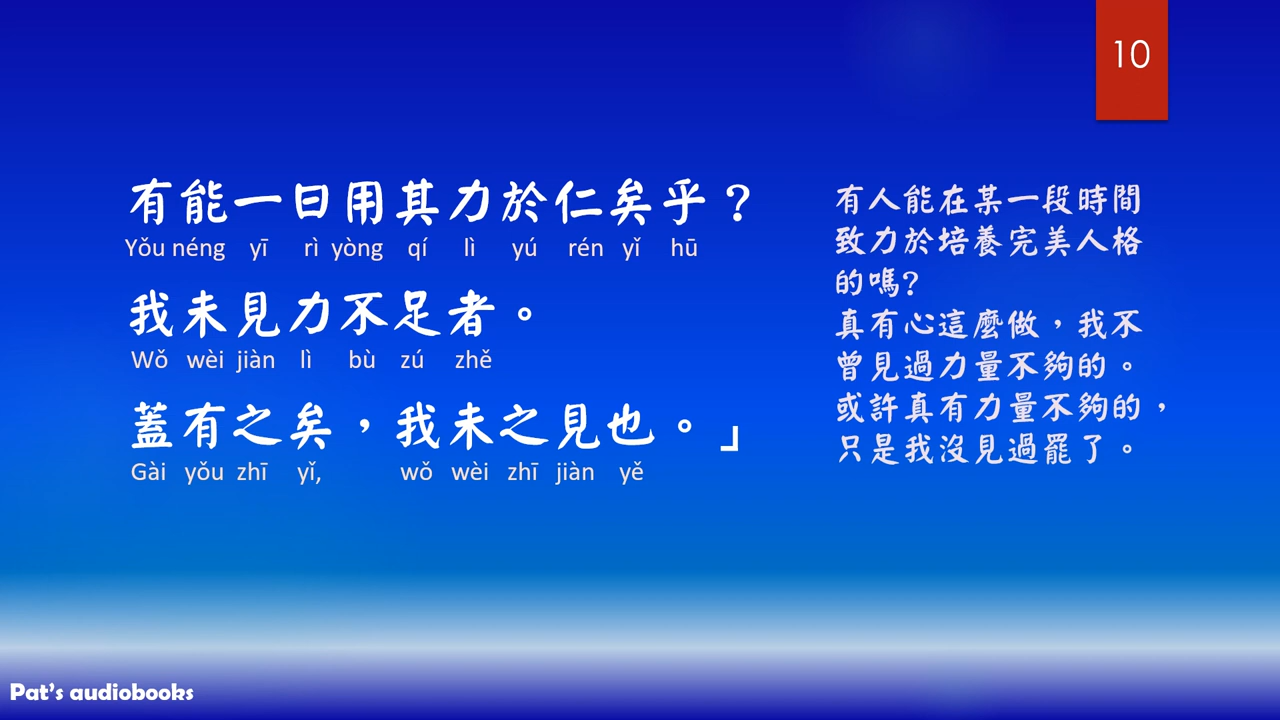 10
有能一日用其力於仁矣乎？
Yǒu néng yī rì yòng qí lì yú rén yǐ hū
我未見力不足者。
Wǒ wèi jiàn lì bù zú zhě
蓋有之矣，我未之見也。」
Gài yǒu zhī yǐ, wǒ wèi zhī jiàn yě
有人能在某一段時間
致力於培養完美人格
的嗎?
真有心這麼做，我不
曾見過力量不夠的。
或許真有力量不夠的，
只是我沒見過罷了。
Pat's audiobooks